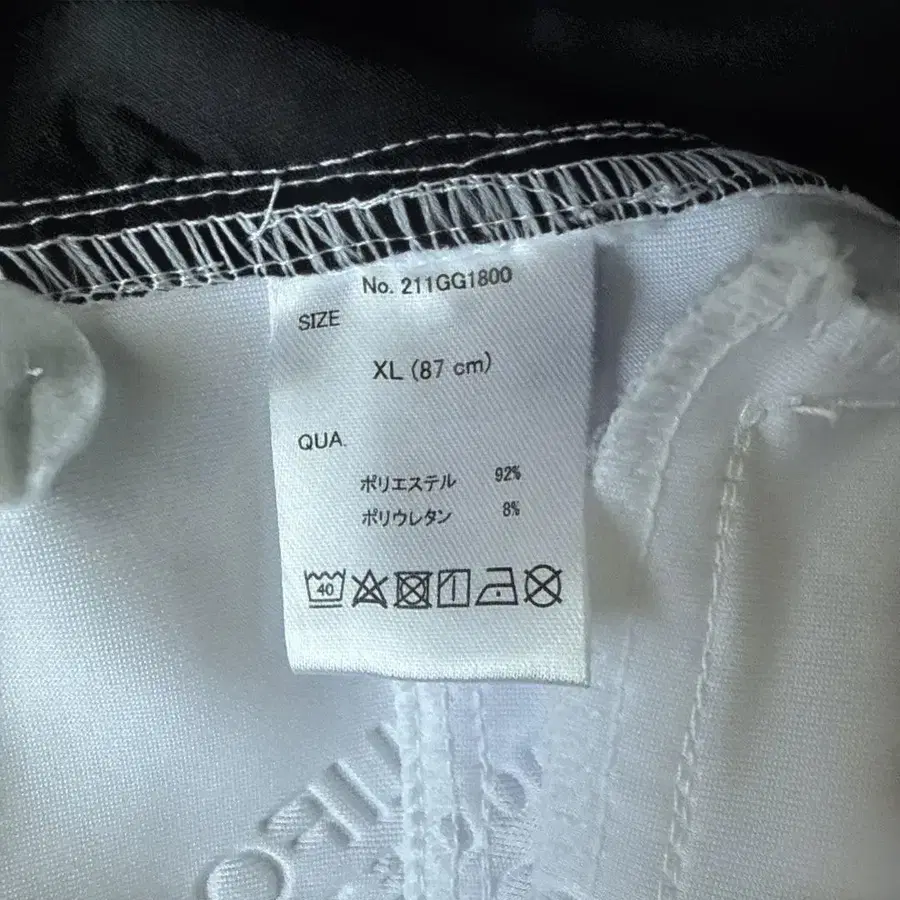 No. 211GG1800
SIZE
XL (87 cm)
QUA.
ポリエステル 92%
ポリウレタン 8%
40